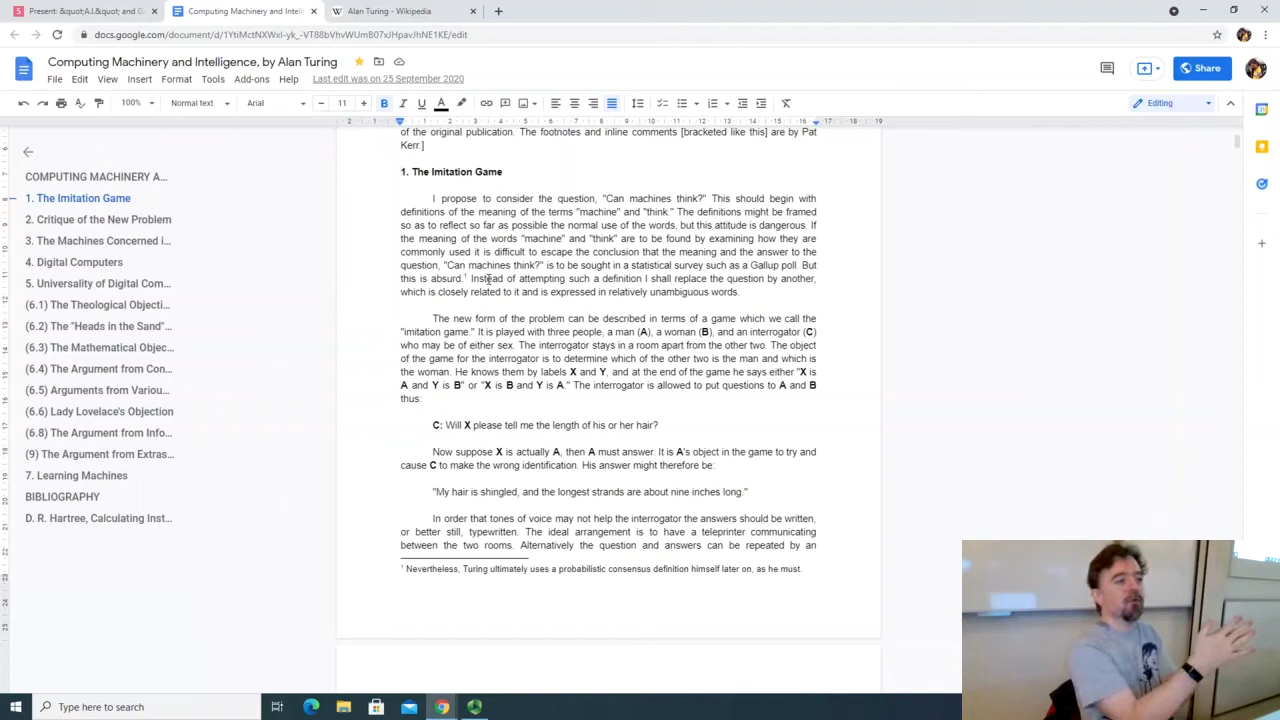 Present: &quot;A.I.&quot; and G
Computing Machinery and Intelli
Alan Turing - Wikipedia
docs.google.com/document/d/1YtiMctNXWxI-yk_-VT88bVhvWUmB07xJHpavJhNE1KE/edit
Computing Machinery and Intelligence, by Alan Turing
File Edit View Insert Format Tools Add-ons Help Last edit was on 25 September 2020
Share
100% Normal text Arial 11 B I U A Editing
2 1 1 2 3 4 5 6 7 8 9 10 11 12 13 14 15 16 17 18 19
COMPUTING MACHINERY A...
1. The Imitation Game
2. Critique of the New Problem
3. The Machines Concerned i...
4. Digital Computers
5. Universality of Digital Com...
(6.1) The Theological Objecti...
(6.2) The "Heads in the Sand"...
(6.3) The Mathematical Objec...
(6.4) The Argument from Con...
(6.5) Arguments from Variou...
(6.6) Lady Lovelace's Objection
(6.8) The Argument from Info...
(9) The Argument from Extras...
7. Learning Machines
BIBLIOGRAPHY
D. R. Hartree, Calculating Inst...
of the original publication. The footnotes and inline comments [bracketed like this] are by Pat
Kerr.]
1. The Imitation Game
I propose to consider the question, "Can machines think?" This should begin with
definitions of the meaning of the terms "machine" and "think." The definitions might be framed
so as to reflect so far as possible the normal use of the words, but this attitude is dangerous. If
the meaning of the words "machine" and "think" are to be found by examining how they are
commonly used it is difficult to escape the conclusion that the meaning and the answer to the
question, "Can machines think?" is to be sought in a statistical survey such as a Gallup poll. But
this is absurd.¹ Instead of attempting such a definition I shall replace the question by another,
which is closely related to it and is expressed in relatively unambiguous words.
The new form of the problem can be described in terms of a game which we call the
"imitation game." It is played with three people, a man (A), a woman (B), and an interrogator (C)
who may be of either sex. The interrogator stays in a room apart from the other two. The object
of the game for the interrogator is to determine which of the other two is the man and which is
the woman. He knows them by labels X and Y, and at the end of the game he says either "X is
A and Y is B" or "X is B and Y is A." The interrogator is allowed to put questions to A and B
thus:
C: Will X please tell me the length of his or her hair?
Now suppose X is actually A, then A must answer. It is A's object in the game to try and
cause C to make the wrong identification. His answer might therefore be:
"My hair is shingled, and the longest strands are about nine inches long."
In order that tones of voice may not help the interrogator the answers should be written,
or better still, typewritten. The ideal arrangement is to have a teleprinter communicating
between the two rooms. Alternatively the question and answers can be repeated by an
¹ Nevertheless, Turing ultimately uses a probabilistic consensus definition himself later on, as he must.
Type here to search